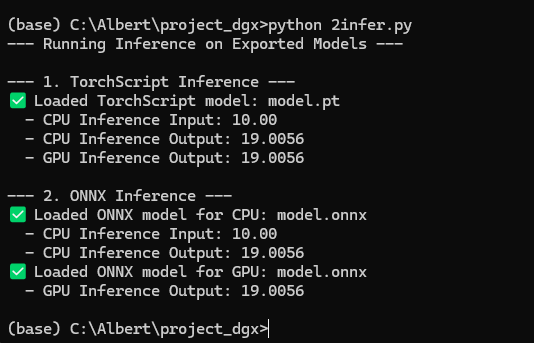 (base) C:\Albert\project_dgx>python 2infer.py
--- Running Inference on Exported Models ---
--- 1. TorchScript Inference ---
✅ Loaded TorchScript model: model.pt
- CPU Inference Input: 10.00
- CPU Inference Output: 19.0056
- GPU Inference Output: 19.0056
--- 2. ONNX Inference ---
✅ Loaded ONNX model for CPU: model.onnx
- CPU Inference Input: 10.00
- CPU Inference Output: 19.0056
✅ Loaded ONNX model for GPU: model.onnx
- GPU Inference Output: 19.0056
(base) C:\Albert\project_dgx>